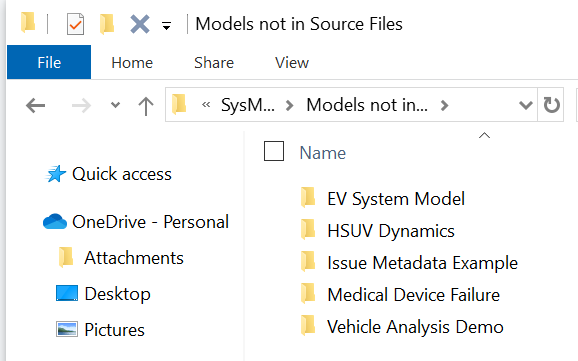 Models not in Source Files
File Home Share View
« SysM... Models not in...
Name
Quick access
OneDrive - Personal
Attachments
Desktop
Pictures
EV System Model
HSUV Dynamics
Issue Metadata Example
Medical Device Failure
Vehicle Analysis Demo